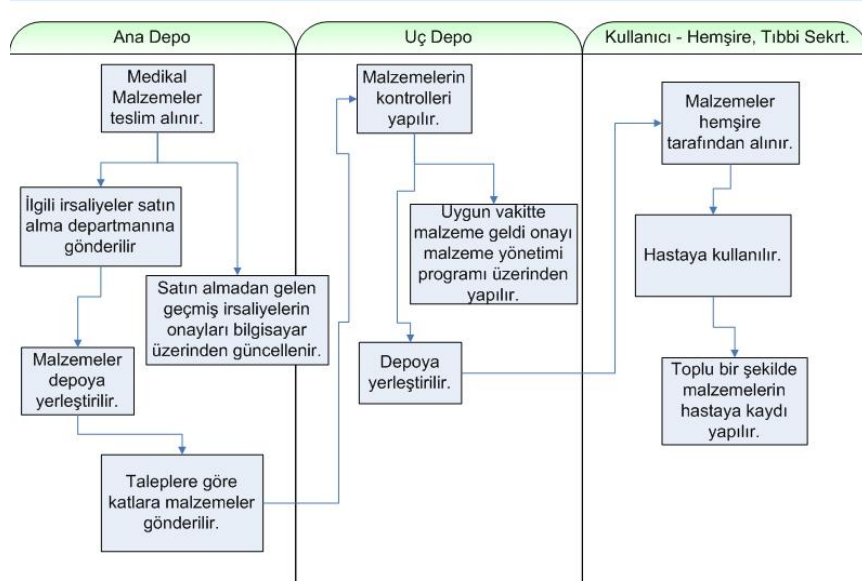 Ana Depo
Uç Depo
Kullanıcı - Hemşire, Tıbbi Sekrt.
Medikal
Malzemeler
teslim alınır.
İlgili irsaliyeler satın
alma departmanına
gönderilir
Satın almadan gelen
geçmiş irsaliyelerin
onayları bilgisayar
üzerinden güncellenir.
Malzemeler
depoya
yerleştirilir.
Taleplere göre
katlara malzemeler
gönderilir.
Malzemelerin
kontrolleri
yapılır.
Uygun vakitte
malzeme geldi onayı
malzeme yönetimi
programı üzerinden
yapılır.
Depoya
yerleştirilir.
Malzemeler
hemşire
tarafından alınır.
Hastaya kullanılır.
Toplu bir şekilde
malzemelerin
hastaya kaydı
yapılır.